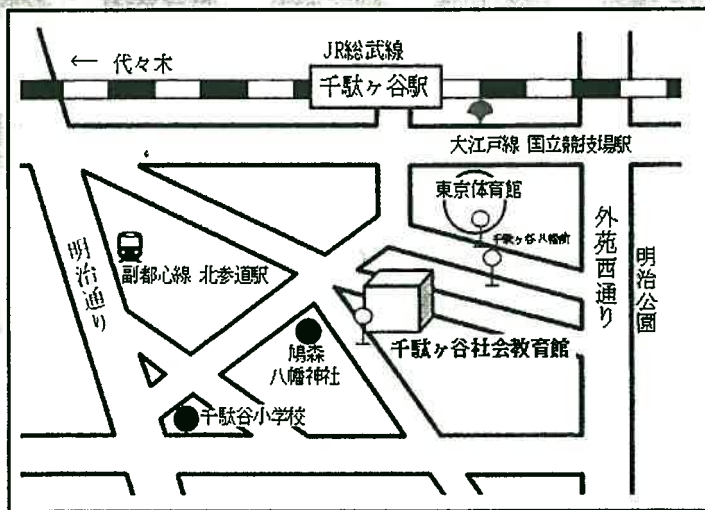 JR総武線
← 代々木
千駄ヶ谷駅
大江戸線 国立競技場駅
東京体育館
千駄ヶ谷八幡前
外苑西通り
明治公園
明治通り
副都心線 北参道駅
千駄ヶ谷社会教育館
鳩森
八幡神社
千駄谷小学校